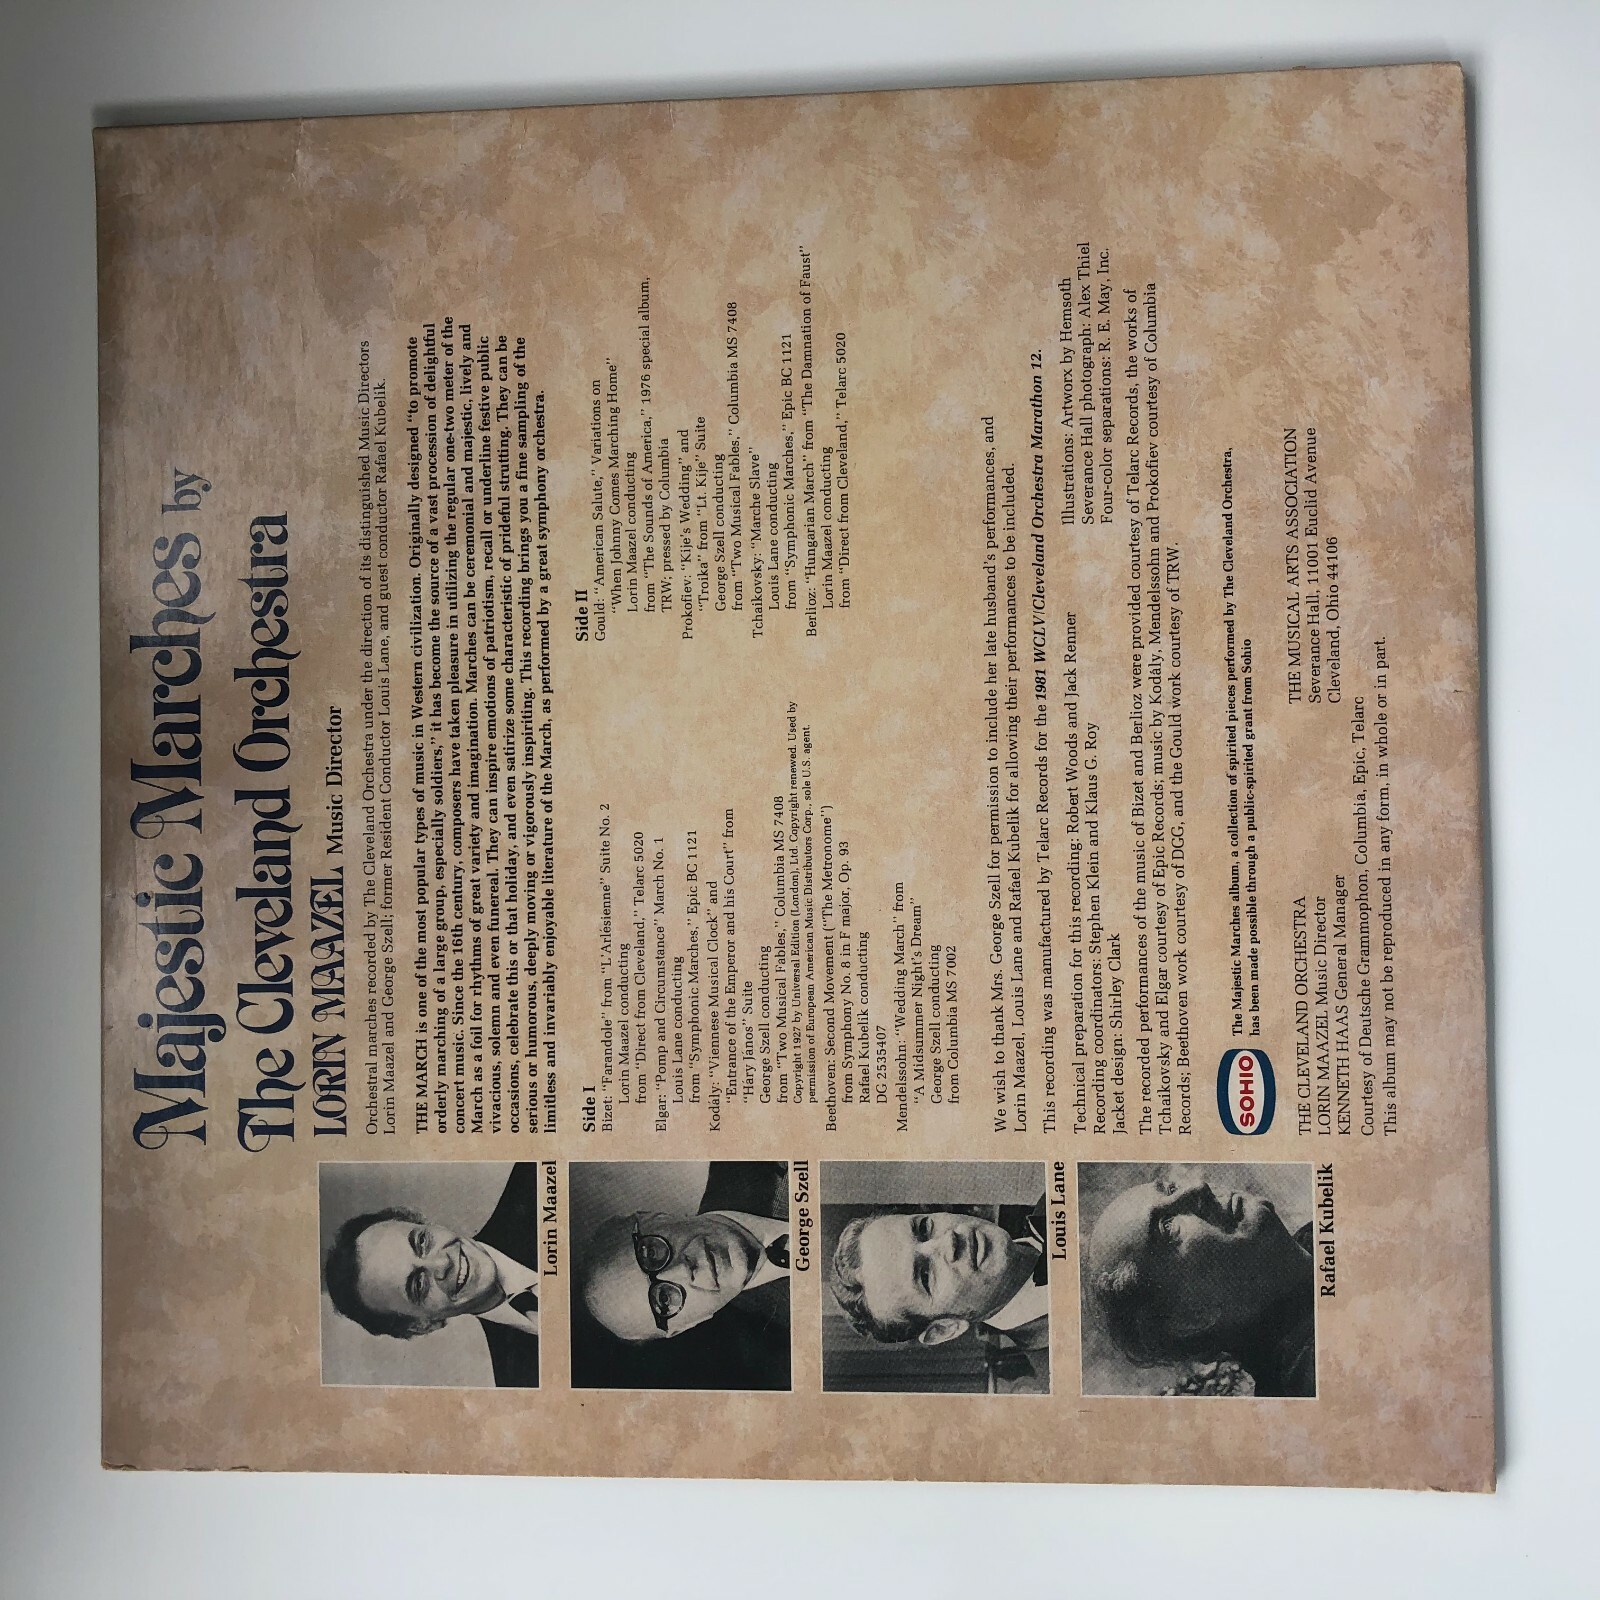 Majestic Marches by
The Cleveland Orchestra
LORIN MAAZEL Music Director
Orchestral marches recorded by The Cleveland Orchestra under the direction of its distinguished Music Directors
Lorin Maazel and George Szell; former Resident Conductor Louis Lane, and guest conductor Rafael Kubelik.
THE MARCH is one of the most popular types of music in Western civilization. Originally designed "to promote
orderly marching of a large group, especially soldiers," it has become the source of a vast procession of delightful
concert music. Since the 16th century, composers have taken pleasure in utilizing the regular one-two meter of the
March as a foil for rhythms of great variety and imagination. Marches can be ceremonial and majestic, lively and
vivacious, solemn and even funereal. They can inspire emotions of patriotism, recall or underline festive public
occasions, celebrate this or that holiday, and even satirize some characteristic of prideful strutting. They can be
serious or humorous, deeply moving or vigorously inspiriting. This recording brings you a fine sampling of the
limitless and invariably enjoyable literature of the March, as performed by a great symphony orchestra.
Side I
Bizet: "Farandole" from "L'Arlésienne" Suite No. 2
Lorin Maazel conducting
from "Direct from Cleveland," Telarc 5020
Elgar: "Pomp and Circumstance" March No. 1
Louis Lane conducting
from "Symphonic Marches," Epic BC 1121
Kodály: "Viennese Musical Clock" and
"Entrance of the Emperor and his Court" from
"Háry János" Suite
George Szell conducting
from "Two Musical Fables," Columbia MS 7408
Copyright 1927 by Universal Edition (London), Ltd. Copyright renewed. Used by
permission of European American Music Distributors Corp., sole U.S. agent.
Beethoven: Second Movement ("The Metronome")
from Symphony No. 8 in F major, Op. 93
Rafael Kubelik conducting
DG 2535407
Mendelssohn: "Wedding March" from
"A Midsummer Night's Dream"
George Szell conducting
from Columbia MS 7002
Side II
Gould: "American Salute," Variations on
"When Johnny Comes Marching Home"
Lorin Maazel conducting
from "The Sounds of America," 1976 special album,
TRW; pressed by Columbia
Prokofiev: "Kije's Wedding" and
"Troika" from "Lt. Kije" Suite
George Szell conducting
from "Two Musical Fables," Columbia MS 7408
Tchaikovsky: "Marche Slave"
Louis Lane conducting
from "Symphonic Marches," Epic BC 1121
Berlioz: "Hungarian March" from "The Damnation of Faust"
Lorin Maazel conducting
from "Direct from Cleveland," Telarc 5020
We wish to thank Mrs. George Szell for permission to include her late husband's performances, and
Lorin Maazel, Louis Lane and Rafael Kubelik for allowing their performances to be included.
This recording was manufactured by Telarc Records for the 1981 WCLV/Cleveland Orchestra Marathon 12.
Technical preparation for this recording: Robert Woods and Jack Renner
Recording coordinators: Stephen Klein and Klaus G. Roy
Jacket design: Shirley Clark
Illustrations: Artworx by Hemsoth
Severance Hall photograph: Alex Thiel
Four-color separations: R. E. May, Inc.
The recorded performances of the music of Bizet and Berlioz were provided courtesy of Telarc Records, the works of
Tchaikovsky and Elgar courtesy of Epic Records; music by Kodály, Mendelssohn and Prokofiev courtesy of Columbia
Records; Beethoven work courtesy of DGG, and the Gould work courtesy of TRW.
SOHIO
The Majestic Marches album, a collection of spirited pieces performed by The Cleveland Orchestra,
has been made possible through a public-spirited grant from Sohio
THE CLEVELAND ORCHESTRA
LORIN MAAZEL Music Director
KENNETH HAAS General Manager
THE MUSICAL ARTS ASSOCIATION
Severance Hall, 11001 Euclid Avenue
Cleveland, Ohio 44106
Courtesy of Deutsche Grammophon, Columbia, Epic, Telarc
This album may not be reproduced in any form, in whole or in part.
Lorin Maazel
George Szell
Louis Lane
Rafael Kubelik